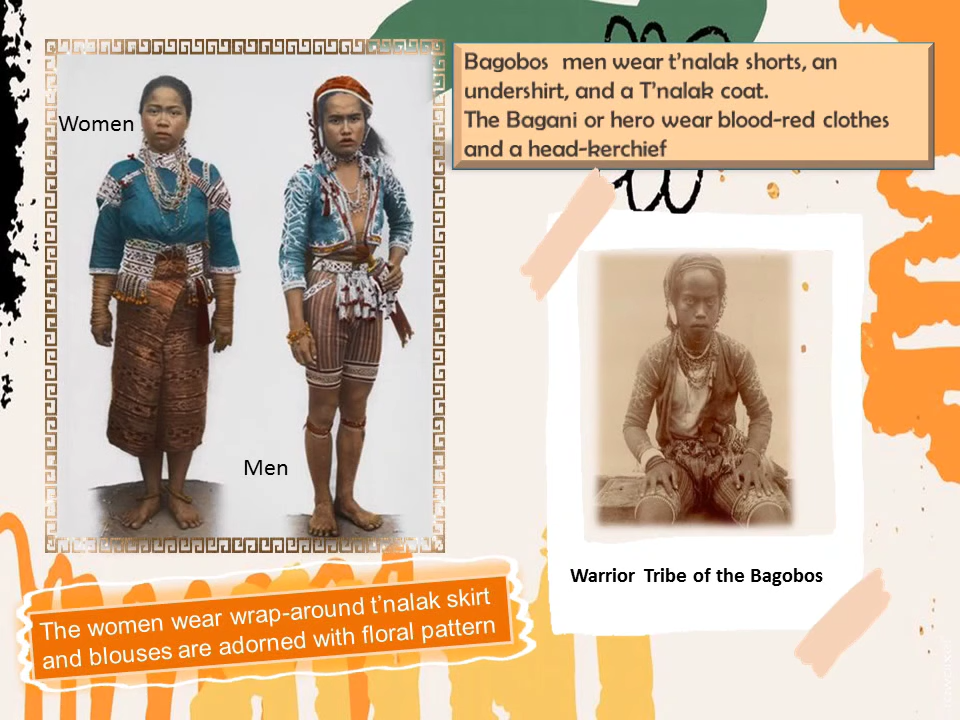 Bagobos men wear t’nalak shorts, an
undershirt, and a T’nalak coat.
The Bagani or hero wear blood-red clothes
and a head-kerchief
Women
Men
Warrior Tribe of the Bagobos
The women wear wrap-around t’nalak skirt
and blouses are adorned with floral pattern